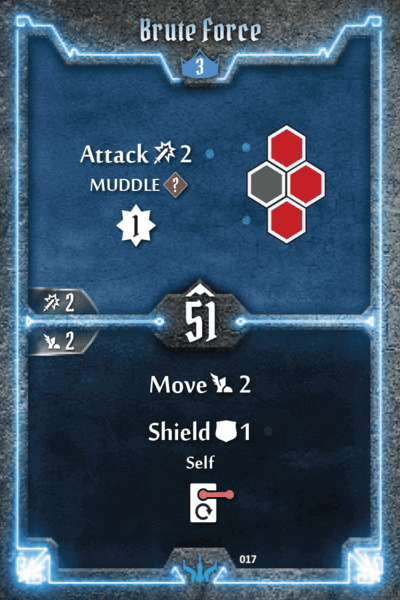 Brute Force
3
Attack 2
MUDDLE ?
1
2
51
2
Move 2
Shield 1
Self
017